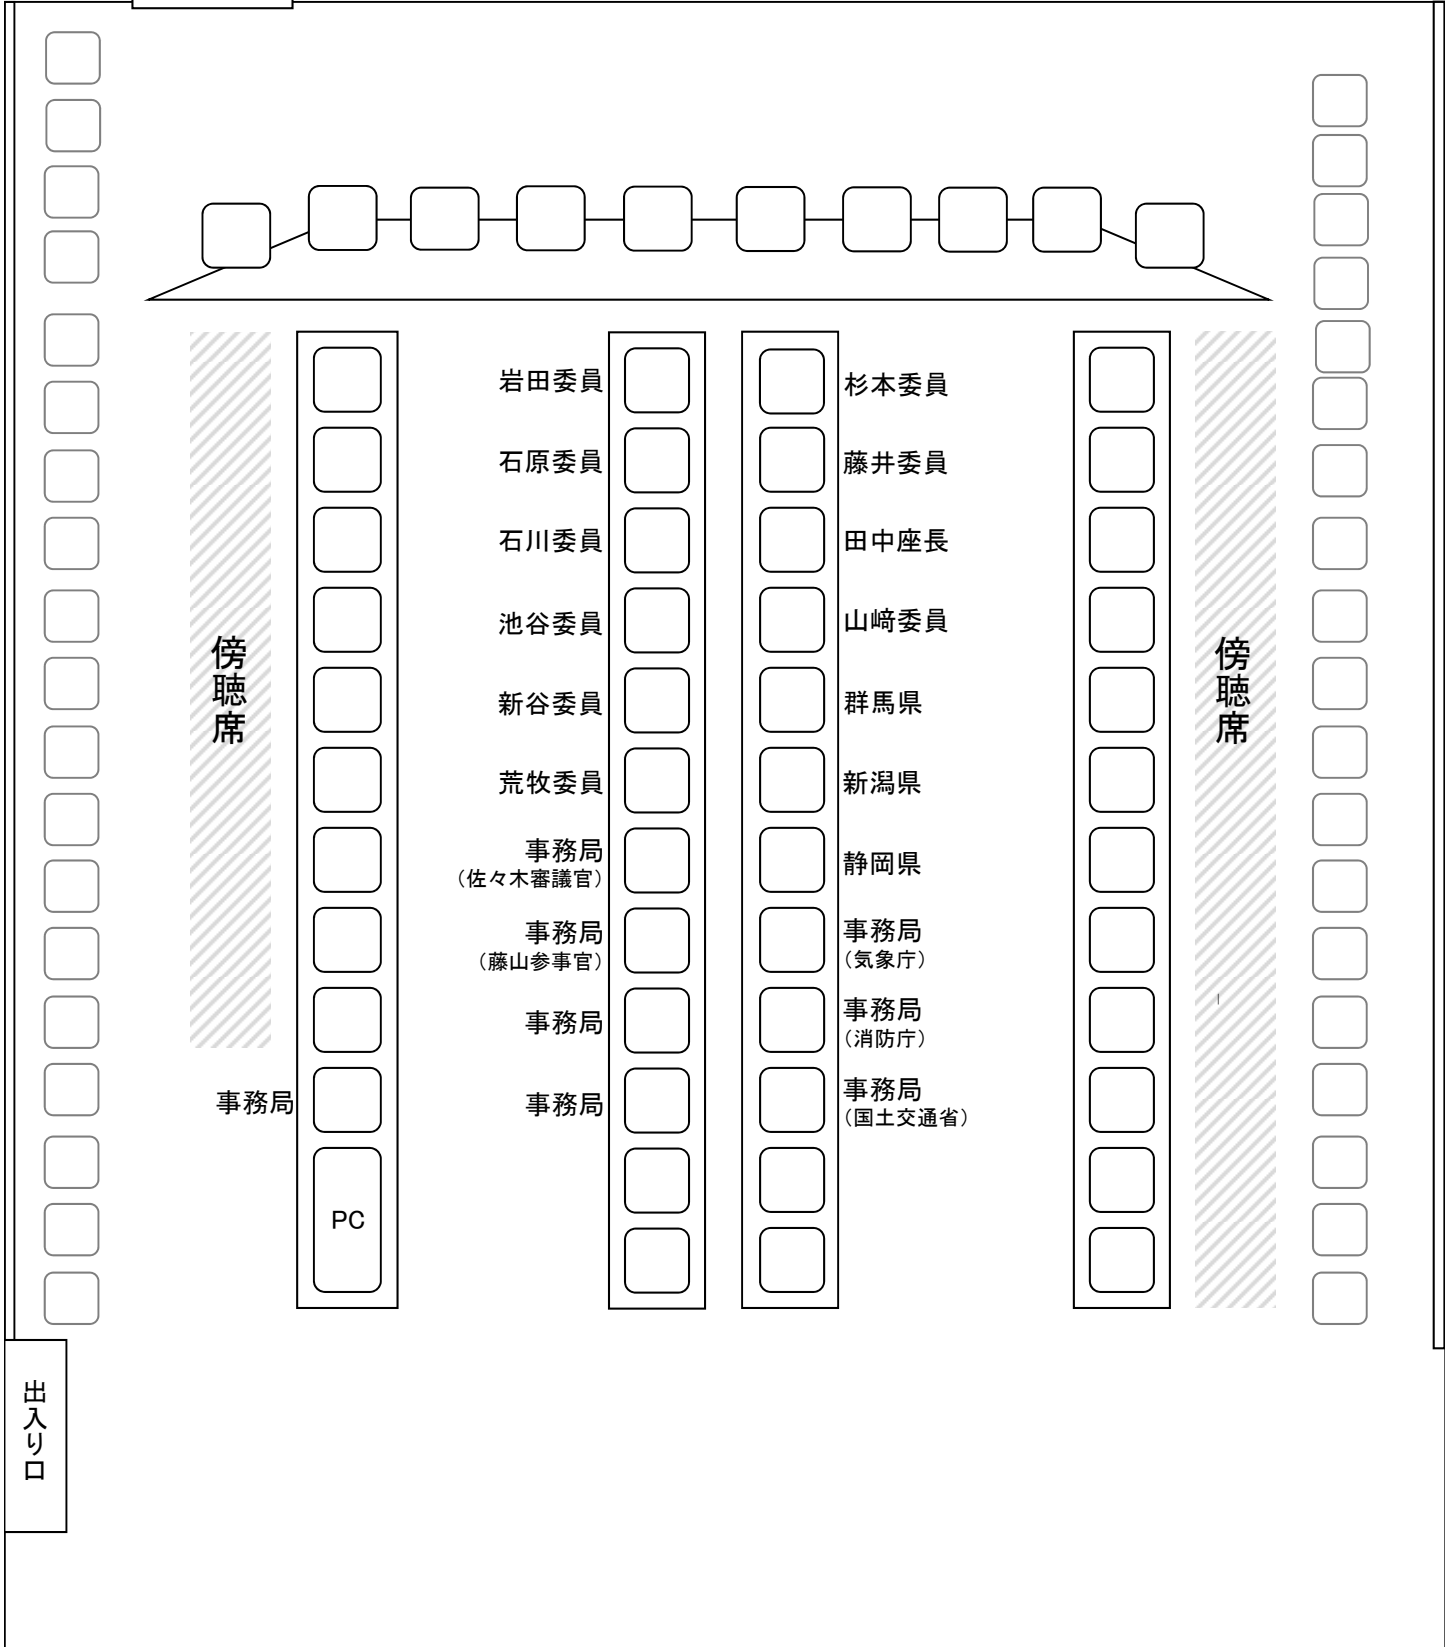 岩田委員
杉本委員
石原委員
藤井委員
石川委員
田中座長
池谷委員
山﨑委員
傍聴席
傍聴席
新谷委員
群馬県
荒牧委員
新潟県
事務局
(佐々木審議官)
静岡県
事務局
(藤山参事官)
事務局
(気象庁)
事務局
事務局
(消防庁)
事務局
事務局
事務局
(国土交通省)
PC
出入り口